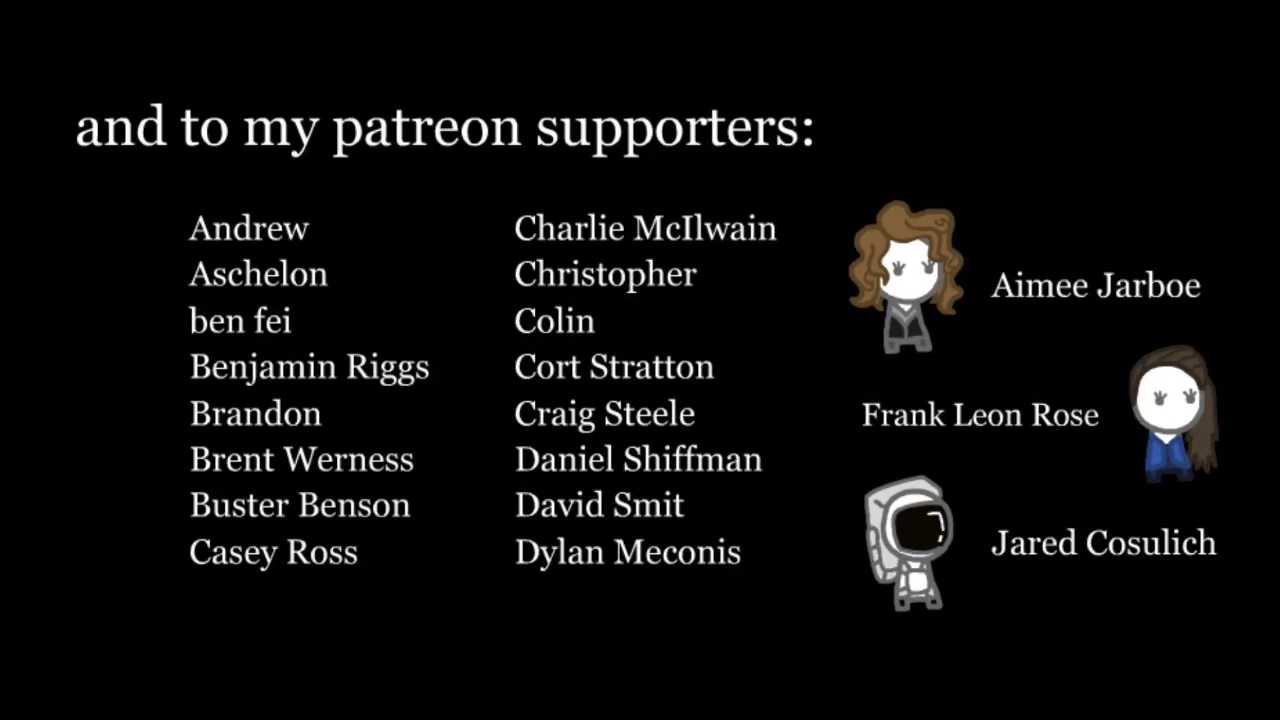 and to my patreon supporters:
Andrew
Aschelon
ben fei
Benjamin Riggs
Brandon
Brent Werness
Buster Benson
Casey Ross
Charlie McIlwain
Christopher
Colin
Cort Stratton
Craig Steele
Daniel Shiffman
David Smit
Dylan Meconis
Aimee Jarboe
Frank Leon Rose
Jared Cosulich